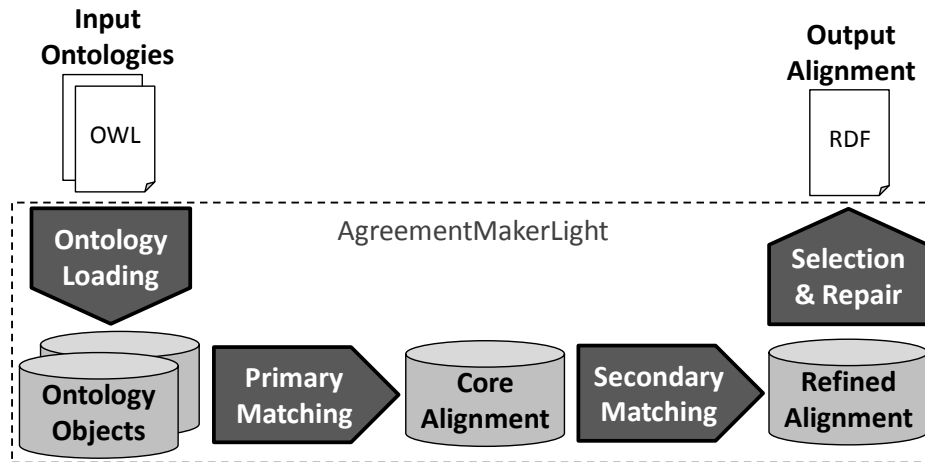 Input
Ontologies
OWL
Output
Alignment
RDF
AgreementMakerLight
Ontology
Loading
Selection
& Repair
Ontology
Objects
Primary
Matching
Core
Alignment
Secondary
Matching
Refined
Alignment